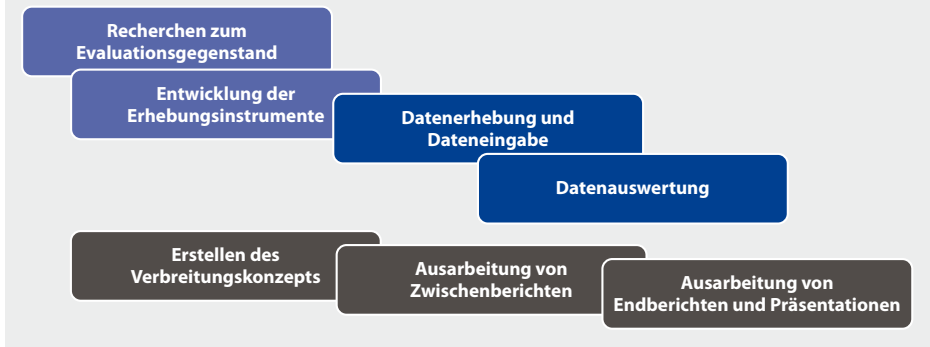 Recherchen zum
Evaluationsgegenstand
Entwicklung der
Erhebungsinstrumente
Datenerhebung und
Dateneingabe
Datenauswertung
Erstellen des
Verbreitungskonzepts
Ausarbeitung von
Zwischenberichten
Ausarbeitung von
Endberichten und Präsentationen